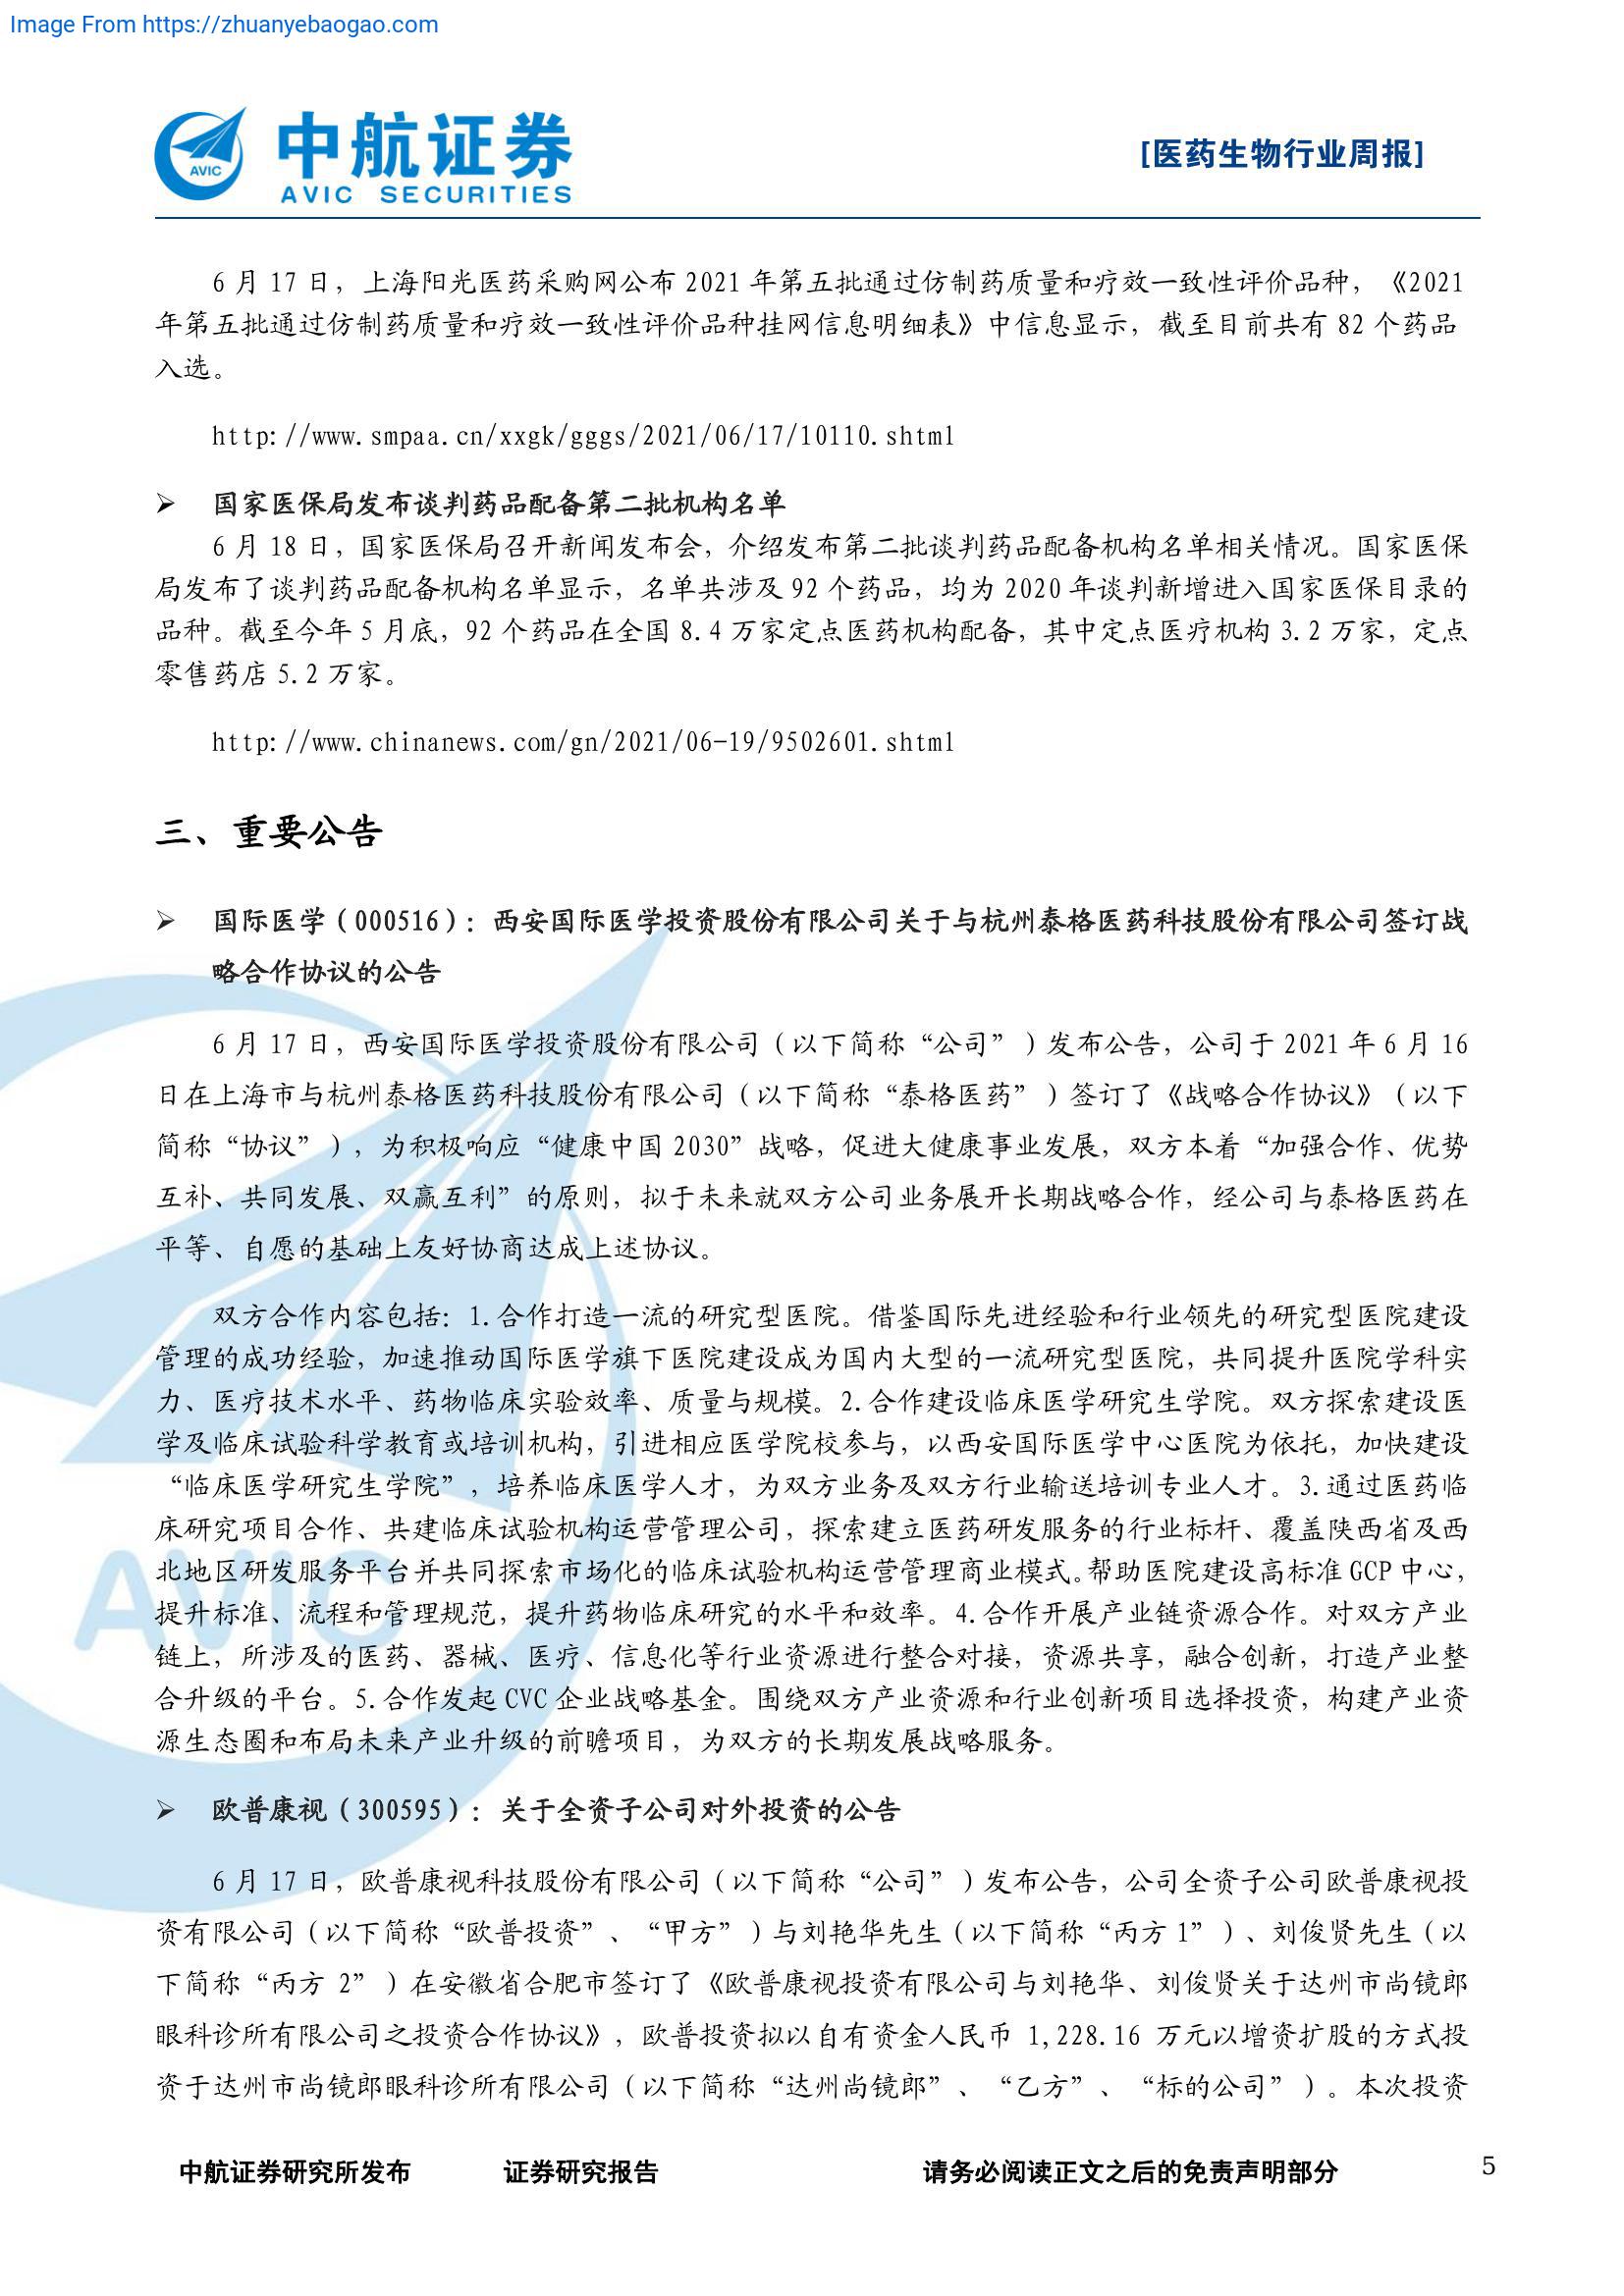 Image From https://zhuanyebaogao.com
中航证券
AVIC SECURITIES
AVIC
[医药生物行业周报]
6 月 17 日，上海阳光医药采购网公布 2021 年第五批通过仿制药质量和疗效一致性评价品种，《2021
年第五批通过仿制药质量和疗效一致性评价品种挂网信息明细表》中信息显示，截至目前共有 82 个药品
入选。
http://www.smpaa.cn/xxgk/gggs/2021/06/17/10110.shtml
➢ 国家医保局发布谈判药品配备第二批机构名单
6 月 18 日，国家医保局召开新闻发布会，介绍发布第二批谈判药品配备机构名单相关情况。国家医保
局发布了谈判药品配备机构名单显示，名单共涉及 92 个药品，均为 2020 年谈判新增进入国家医保目录的
品种。截至今年 5 月底，92 个药品在全国 8.4 万家定点医药机构配备，其中定点医疗机构 3.2 万家，定点
零售药店 5.2 万家。
http://www.chinanews.com/gn/2021/06-19/9502601.shtml
三、重要公告
➢ 国际医学（000516）：西安国际医学投资股份有限公司关于与杭州泰格医药科技股份有限公司签订战
略合作协议的公告
6 月 17 日，西安国际医学投资股份有限公司（以下简称“公司”）发布公告，公司于 2021 年 6 月 16
日在上海市与杭州泰格医药科技股份有限公司（以下简称“泰格医药”）签订了《战略合作协议》（以下
简称“协议”），为积极响应“健康中国 2030”战略，促进大健康事业发展，双方本着“加强合作、优势
互补、共同发展、双赢互利”的原则，拟于未来就双方公司业务展开长期战略合作，经公司与泰格医药在
平等、自愿的基础上友好协商达成上述协议。
双方合作内容包括：1.合作打造一流的研究型医院。借鉴国际先进经验和行业领先的研究型医院建设
管理的成功经验，加速推动国际医学旗下医院建设成为国内大型的一流研究型医院，共同提升医院学科实
力、医疗技术水平、药物临床实验效率、质量与规模。2.合作建设临床医学研究生学院。双方探索建设医
学及临床试验科学教育或培训机构，引进相应医学院校参与，以西安国际医学中心医院为依托，加快建设
“临床医学研究生学院”，培养临床医学人才，为双方业务及双方行业输送培训专业人才。3.通过医药临
床研究项目合作、共建临床试验机构运营管理公司，探索建立医药研发服务的行业标杆、覆盖陕西省及西
北地区研发服务平台并共同探索市场化的临床试验机构运营管理商业模式。帮助医院建设高标准 GCP 中心，
提升标准、流程和管理规范，提升药物临床研究的水平和效率。4.合作开展产业链资源合作。对双方产业
链上，所涉及的医药、器械、医疗、信息化等行业资源进行整合对接，资源共享，融合创新，打造产业整
合升级的平台。5.合作发起 CVC 企业战略基金。围绕双方产业资源和行业创新项目选择投资，构建产业资
源生态圈和布局未来产业升级的前瞻项目，为双方的长期发展战略服务。
➢ 欧普康视（300595）：关于全资子公司对外投资的公告
6 月 17 日，欧普康视科技股份有限公司（以下简称“公司”）发布公告，公司全资子公司欧普康视投
资有限公司（以下简称“欧普投资”、“甲方”）与刘艳华先生（以下简称“丙方 1”）、刘俊贤先生（以
下简称“丙方 2”）在安徽省合肥市签订了《欧普康视投资有限公司与刘艳华、刘俊贤关于达州市尚镜郎
眼科诊所有限公司之投资合作协议》，欧普投资拟以自有资金人民币 1,228.16 万元以增资扩股的方式投
资于达州市尚镜郎眼科诊所有限公司（以下简称“达州尚镜郎”、“乙方”、“标的公司”）。本次投资
AVIC
中航证券研究所发布 证券研究报告 请务必阅读正文之后的免责声明部分 5